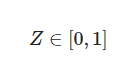 Z ∈ [0, 1]